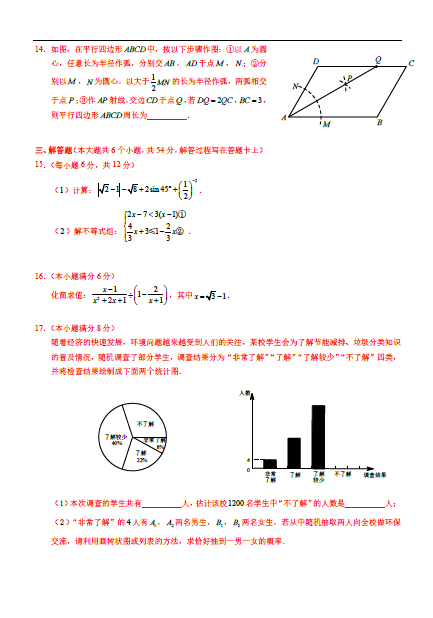 14. 如图，在平行四边形ABCD中，按以下步骤作图：①以A为圆
心，任意长为半径作弧，分别交AB，AD于点M，N；②分
别以M，N为圆心，以大于1/2MN的长为半径作弧，两弧相交
于点P；③作AP射线，交边CD于点Q，若DQ=2QC，BC=3，
则平行四边形ABCD周长为________．
D Q C
N P
A M B
三、解答题（本大题共6个小题，共54分，解答过程写在答题卡上）
15.（每小题6分，共12分）
（1）计算：|√2-1|-√8+2sin45°+(1/2)^-2．
（2）解不等式组：{2x-7<3(x-1)① 4/3x+3≤1-2/3x②．
16.（本小题满分6分）
化简求值：(x-1)/(x²+2x+1)÷(1-2/(x+1))，其中x=√3-1．
17.（本小题满分8分）
随着经济的快速发展，环境问题越来越受到人们的关注，某校学生会为了解节能减排、垃圾分类知识
的普及情况，随机调查了部分学生，调查结果分为“非常了解”“了解”“了解较少”“不了解”四类，
并将检查结果绘制成下面两个统计图．
不了解
了解较少
40%
非常了解
8%
了解
22%
人数
4
0
非常了解 了解 了解较少 不了解 调查结果
（1）本次调查的学生共有________人，估计该校1200名学生中“不了解”的人数是________人；
（2）“非常了解”的4人有A₁，A₂两名男生，B₁，B₂两名女生，若从中随机抽取两人向全校做环保
交流，请利用画树状图或列表的方法，求恰好抽到一男一女的概率．